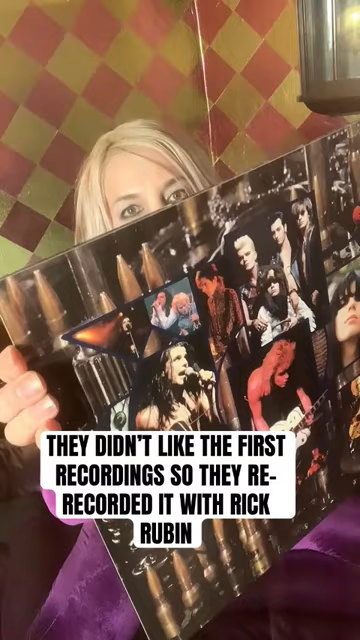 THEY DIDN'T LIKE THE FIRST
RECORDINGS SO THEY RE-
RECORDED IT WITH RICK
RUBIN